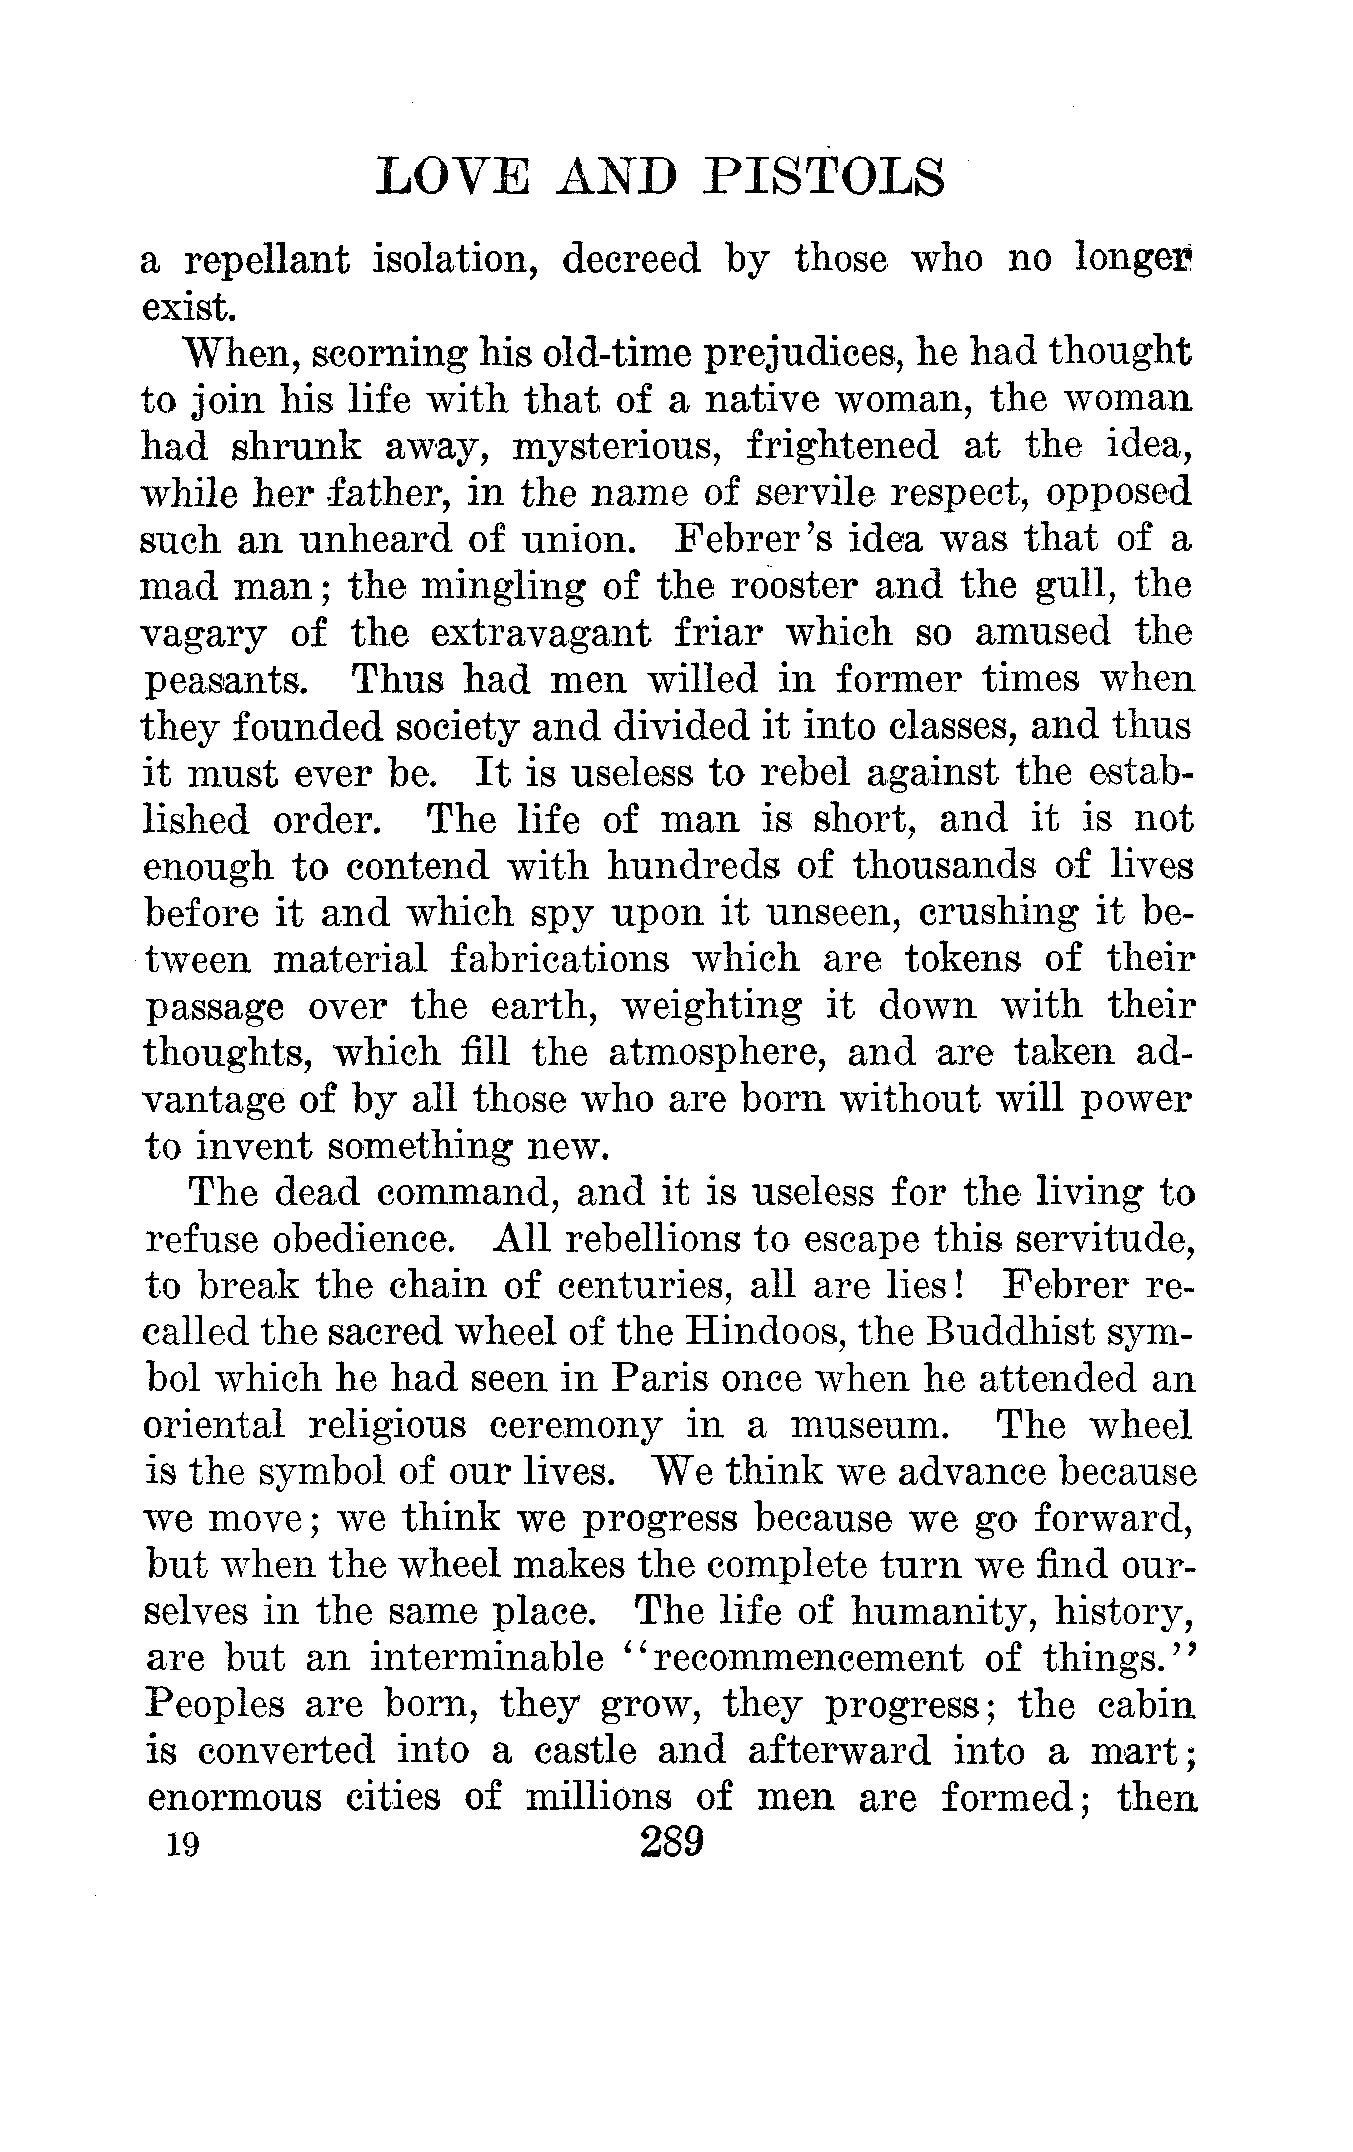 LOVE AND PISTOLS
a repellant isolation, decreed by those who no longer
exist.
When, scorning his old-time prejudices, he had thought
to join his life with that of a native woman, the woman
had shrunk away, mysterious, frightened at the idea,
while her father, in the name of servile respect, opposed
such an unheard of union. Febrer's idea was that of a
mad man; the mingling of the rooster and the gull, the
vagary of the extravagant friar which so amused the
peasants. Thus had men willed in former times when
they founded society and divided it into classes, and thus
it must ever be. It is useless to rebel against the estab-
lished order. The life of man is short, and it is not
enough to contend with hundreds of thousands of lives
before it and which spy upon it unseen, crushing it be-
tween material fabrications which are tokens of their
passage over the earth, weighting it down with their
thoughts, which fill the atmosphere, and are taken ad-
vantage of by all those who are born without will power
to invent something new.
The dead command, and it is useless for the living to
refuse obedience. All rebellions to escape this servitude,
to break the chain of centuries, all are lies! Febrer re-
called the sacred wheel of the Hindoos, the Buddhist sym-
bol which he had seen in Paris once when he attended an
oriental religious ceremony in a museum. The wheel
is the symbol of our lives. We think we advance because
we move; we think we progress because we go forward,
but when the wheel makes the complete turn we find our-
selves in the same place. The life of humanity, history,
are but an interminable "recommencement of things."
Peoples are born, they grow, they progress; the cabin
is converted into a castle and afterward into a mart;
enormous cities of millions of men are formed; then
19 289